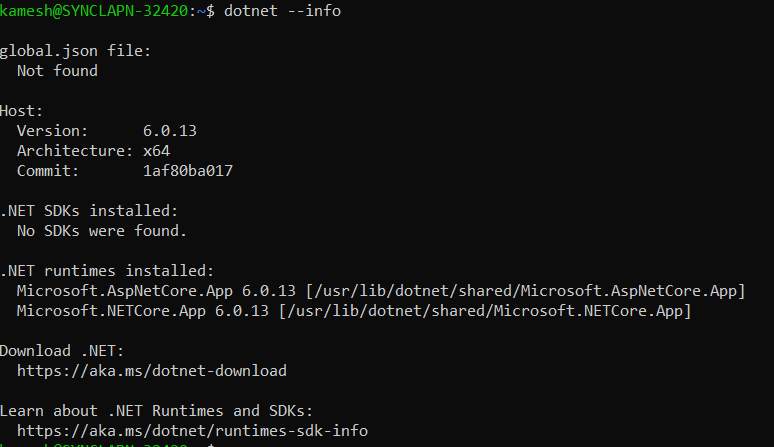 kamesh@SYNCLAPN-32420:~$ dotnet --info
global.json file:
Not found
Host:
Version: 6.0.13
Architecture: x64
Commit: 1af80ba017
.NET SDKs installed:
No SDKs were found.
.NET runtimes installed:
Microsoft.AspNetCore.App 6.0.13 [/usr/lib/dotnet/shared/Microsoft.AspNetCore.App]
Microsoft.NETCore.App 6.0.13 [/usr/lib/dotnet/shared/Microsoft.NETCore.App]
Download .NET:
https://aka.ms/dotnet-download
Learn about .NET Runtimes and SDKs:
https://aka.ms/dotnet/runtimes-sdk-info